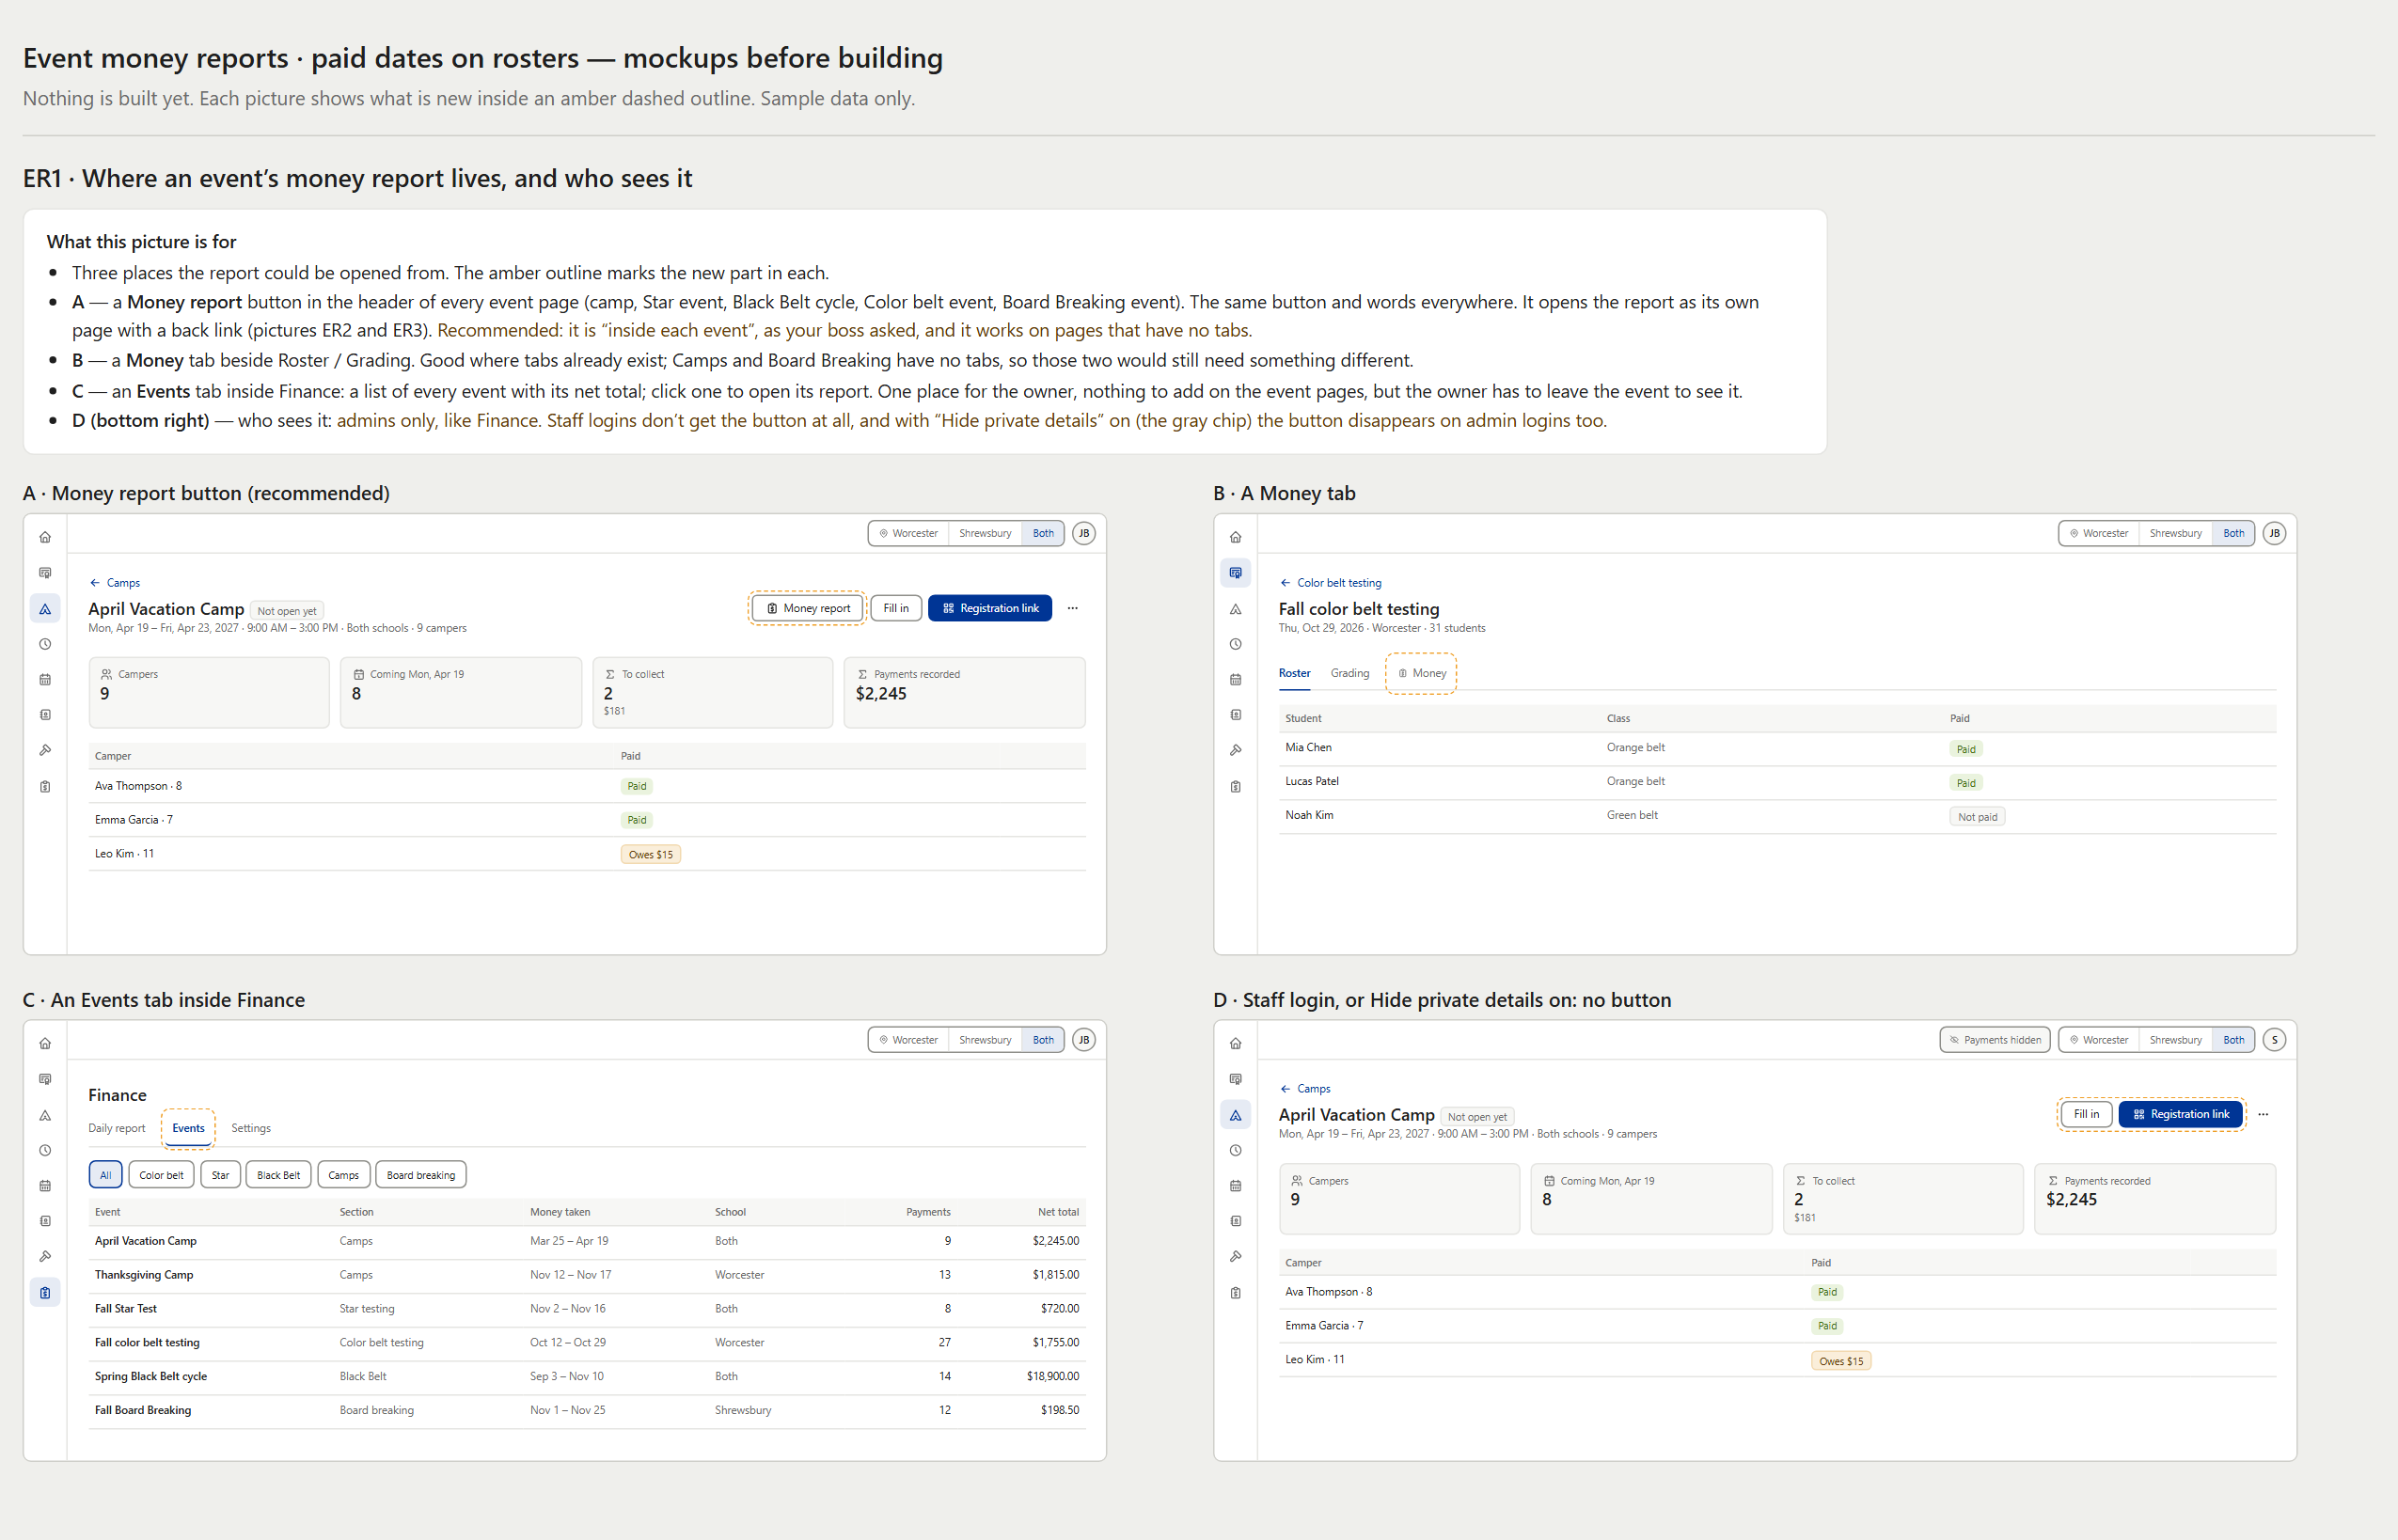 Event money reports · paid dates on rosters — mockups before building
Nothing is built yet. Each picture shows what is new inside an amber dashed outline. Sample data only.
ER1 · Where an event’s money report lives, and who sees it
What this picture is for
• Three places the report could be opened from. The amber outline marks the new part in each.
• A — a Money report button in the header of every event page (camp, Star event, Black Belt cycle, Color belt event, Board Breaking event). The same button and words everywhere. It opens the report as its own
page with a back link (pictures ER2 and ER3). Recommended: it is “inside each event”, as your boss asked, and it works on pages that have no tabs.
• B — a Money tab beside Roster / Grading. Good where tabs already exist; Camps and Board Breaking have no tabs, so those two would still need something different.
• C — an Events tab inside Finance: a list of every event with its net total; click one to open its report. One place for the owner, nothing to add on the event pages, but the owner has to leave the event to see it.
• D (bottom right) — who sees it: admins only, like Finance. Staff logins don’t get the button at all, and with “Hide private details” on (the gray chip) the button disappears on admin logins too.
A · Money report button (recommended)
Worcester Shrewsbury Both JB
← Camps
April Vacation Camp Not open yet
Money report Fill in Registration link ···
Mon, Apr 19 – Fri, Apr 23, 2027 · 9:00 AM – 3:00 PM · Both schools · 9 campers
Campers Coming Mon, Apr 19 To collect Payments recorded
9 8 2 $2,245
$181
Camper Paid
Ava Thompson · 8 Paid
Emma Garcia · 7 Paid
Leo Kim · 11 Owes $15
B · A Money tab
Worcester Shrewsbury Both JB
← Color belt testing
Fall color belt testing
Thu, Oct 29, 2026 · Worcester · 31 students
Roster Grading Money
Student Class Paid
Mia Chen Orange belt Paid
Lucas Patel Orange belt Paid
Noah Kim Green belt Not paid
C · An Events tab inside Finance
Worcester Shrewsbury Both JB
Finance
Daily report Events Settings
All Color belt Star Black Belt Camps Board breaking
Event Section Money taken School Payments Net total
April Vacation Camp Camps Mar 25 – Apr 19 Both 9 $2,245.00
Thanksgiving Camp Camps Nov 12 – Nov 17 Worcester 13 $1,815.00
Fall Star Test Star testing Nov 2 – Nov 16 Both 8 $720.00
Fall color belt testing Color belt testing Oct 12 – Oct 29 Worcester 27 $1,755.00
Spring Black Belt cycle Black Belt Sep 3 – Nov 10 Both 14 $18,900.00
Fall Board Breaking Board breaking Nov 1 – Nov 25 Shrewsbury 12 $198.50
D · Staff login, or Hide private details on: no button
Payments hidden Worcester Shrewsbury Both S
← Camps
April Vacation Camp Not open yet
Fill in Registration link ···
Mon, Apr 19 – Fri, Apr 23, 2027 · 9:00 AM – 3:00 PM · Both schools · 9 campers
Campers Coming Mon, Apr 19 To collect Payments recorded
9 8 2 $2,245
$181
Camper Paid
Ava Thompson · 8 Paid
Emma Garcia · 7 Paid
Leo Kim · 11 Owes $15